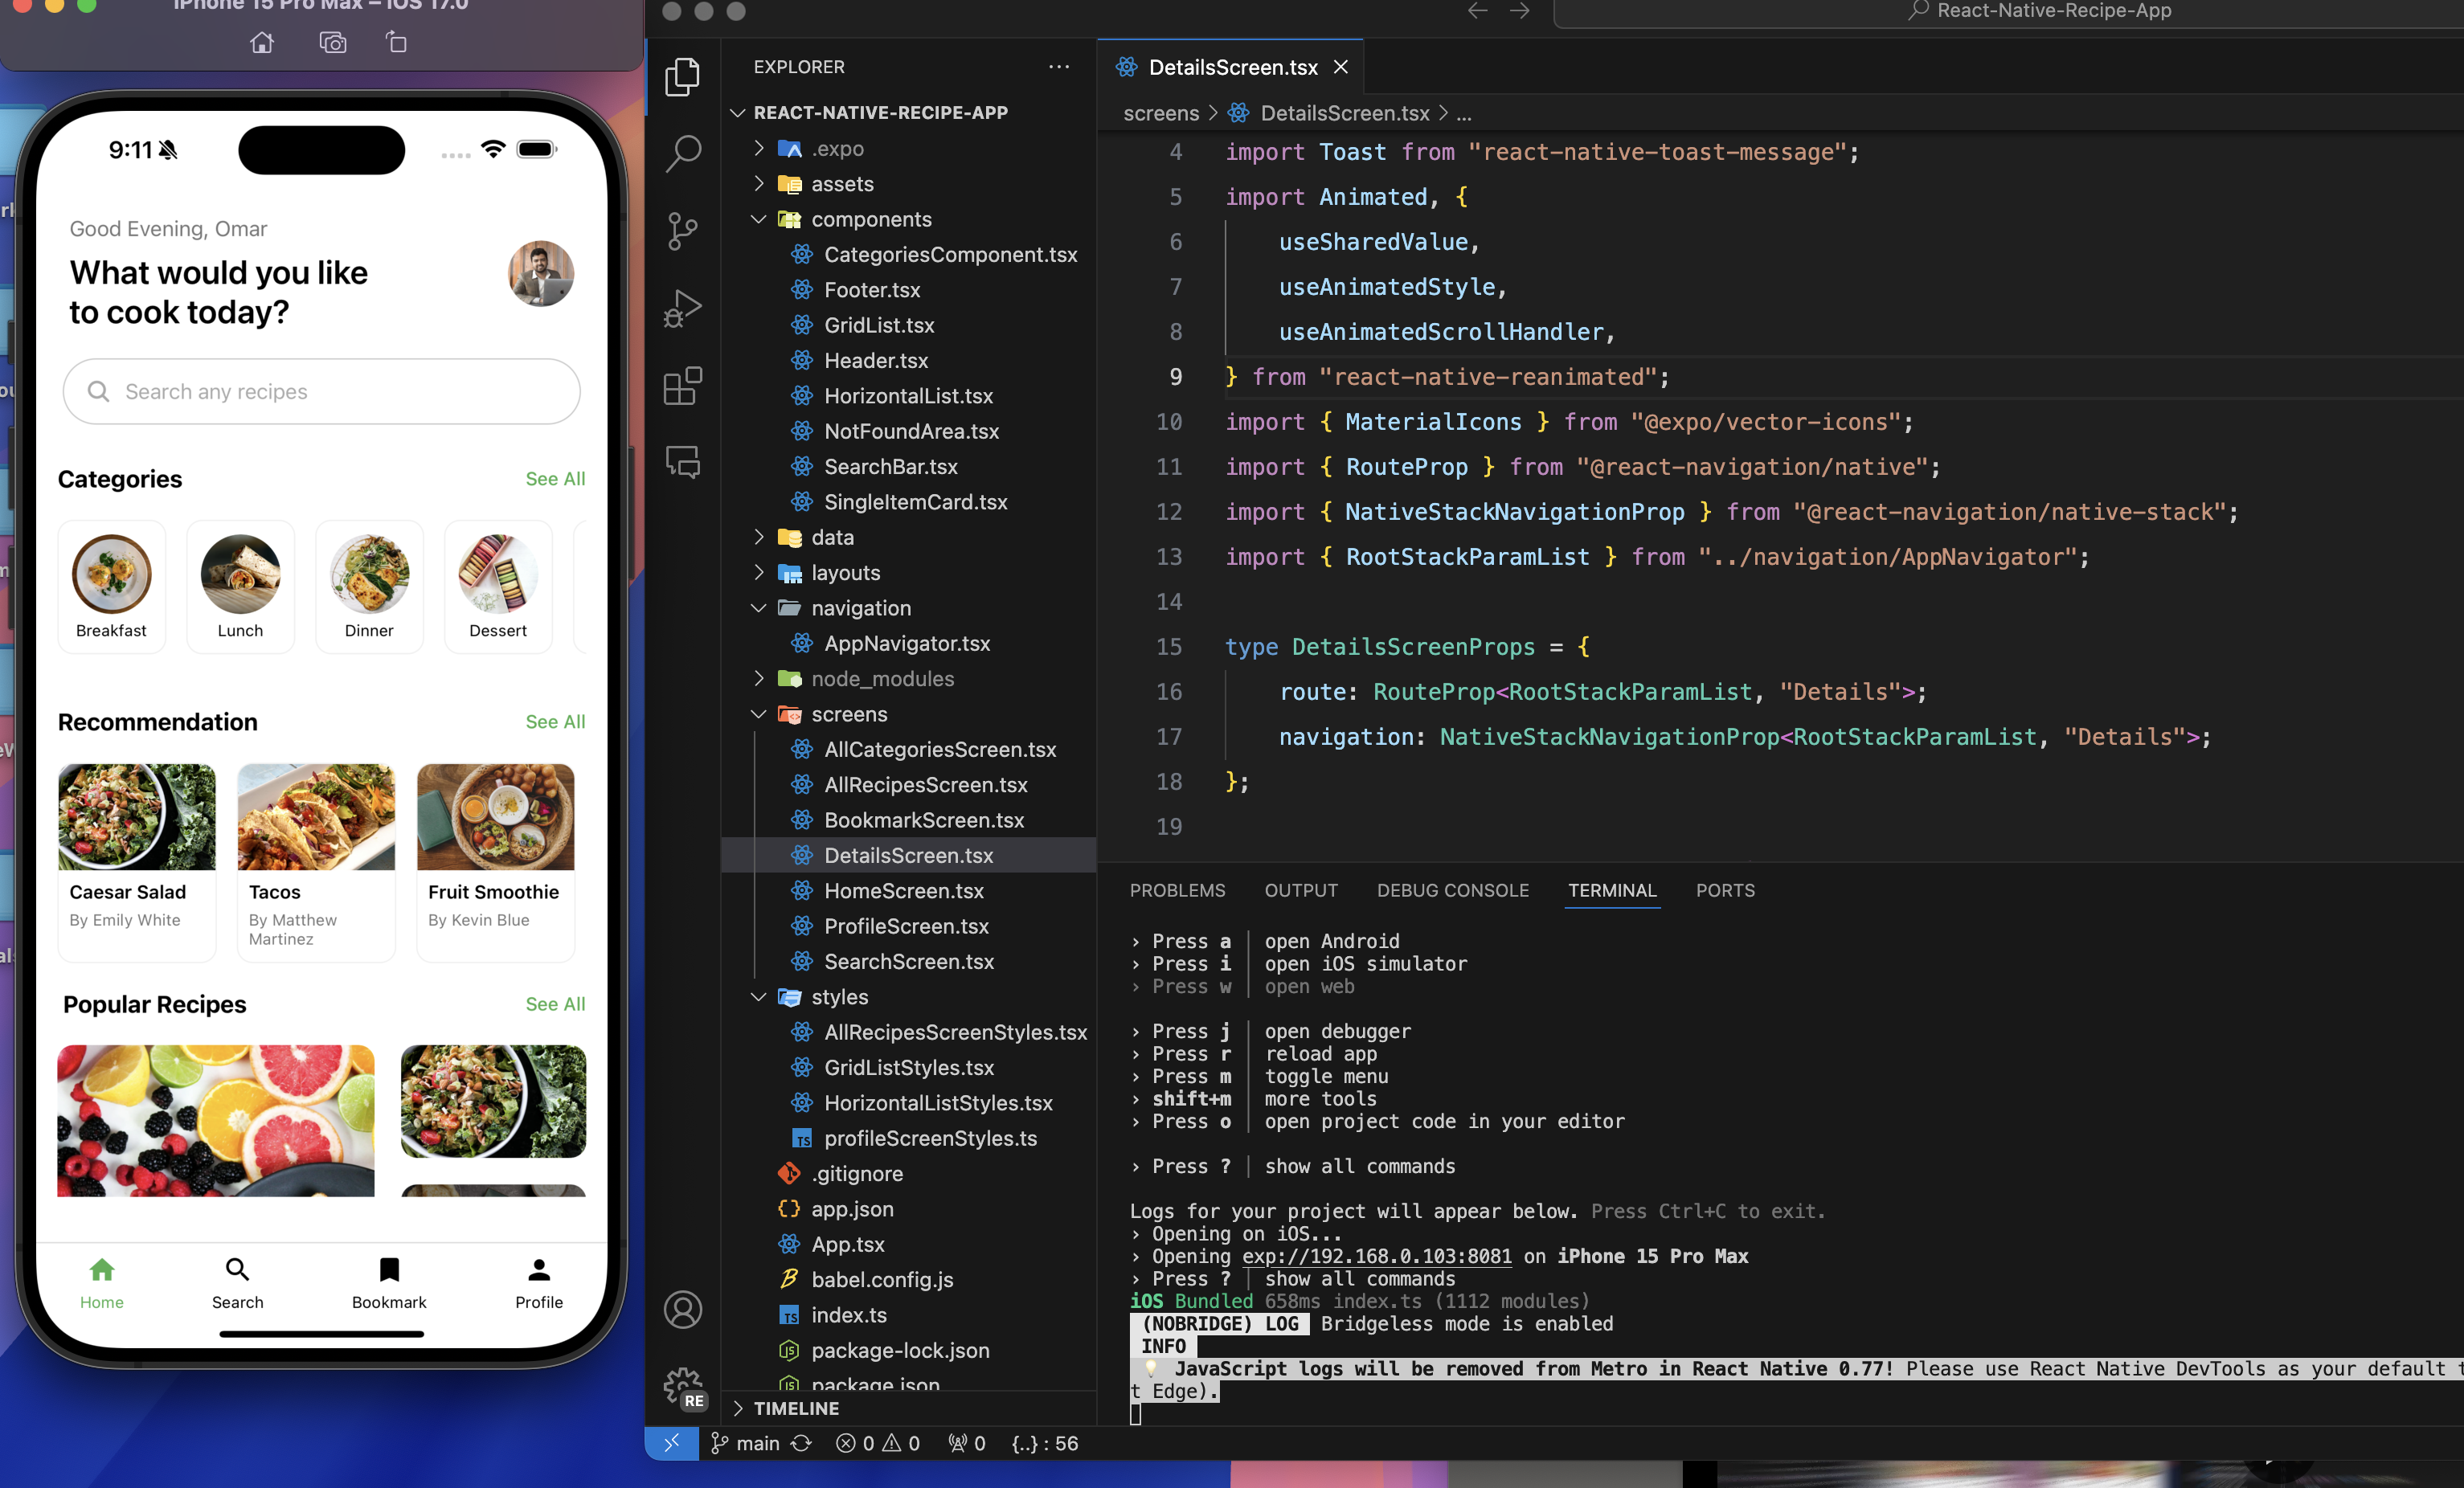 iPhone 15 Pro Max – iOS 17.0
9:11
Good Evening, Omar
What would you like
to cook today?
Search any recipes
Categories
See All
Breakfast
Lunch
Dinner
Dessert
Recommendation
See All
Caesar Salad
By Emily White
Tacos
By Matthew
Martinez
Fruit Smoothie
By Kevin Blue
Popular Recipes
See All
Home
Search
Bookmark
Profile
React-Native-Recipe-App
EXPLORER
REACT-NATIVE-RECIPE-APP
.expo
assets
components
CategoriesComponent.tsx
Footer.tsx
GridList.tsx
Header.tsx
HorizontalList.tsx
NotFoundArea.tsx
SearchBar.tsx
SingleItemCard.tsx
data
layouts
navigation
AppNavigator.tsx
node_modules
screens
AllCategoriesScreen.tsx
AllRecipesScreen.tsx
BookmarkScreen.tsx
DetailsScreen.tsx
HomeScreen.tsx
ProfileScreen.tsx
SearchScreen.tsx
styles
AllRecipesScreenStyles.tsx
GridListStyles.tsx
HorizontalListStyles.tsx
TS profileScreenStyles.ts
.gitignore
{} app.json
App.tsx
babel.config.js
TS index.ts
package-lock.json
package.json
TIMELINE
RE
DetailsScreen.tsx
screens > DetailsScreen.tsx > ...
4 import Toast from "react-native-toast-message";
5 import Animated, {
6 useSharedValue,
7 useAnimatedStyle,
8 useAnimatedScrollHandler,
9 } from "react-native-reanimated";
10 import { MaterialIcons } from "@expo/vector-icons";
11 import { RouteProp } from "@react-navigation/native";
12 import { NativeStackNavigationProp } from "@react-navigation/native-stack";
13 import { RootStackParamList } from "../navigation/AppNavigator";
14
15 type DetailsScreenProps = {
16 route: RouteProp<RootStackParamList, "Details">;
17 navigation: NativeStackNavigationProp<RootStackParamList, "Details">;
18 };
19
PROBLEMS OUTPUT DEBUG CONSOLE TERMINAL PORTS
› Press a │ open Android
› Press i │ open iOS simulator
› Press w │ open web
› Press j │ open debugger
› Press r │ reload app
› Press m │ toggle menu
› shift+m │ more tools
› Press o │ open project code in your editor
› Press ? │ show all commands
Logs for your project will appear below. Press Ctrl+C to exit.
› Opening on iOS...
› Opening exp://192.168.0.103:8081 on iPhone 15 Pro Max
› Press ? │ show all commands
iOS Bundled 658ms index.ts (1112 modules)
(NOBRIDGE) LOG Bridgeless mode is enabled
INFO
💡 JavaScript logs will be removed from Metro in React Native 0.77! Please use React Native DevTools as your default
t Edge).
main 0 0 0 {..} : 56